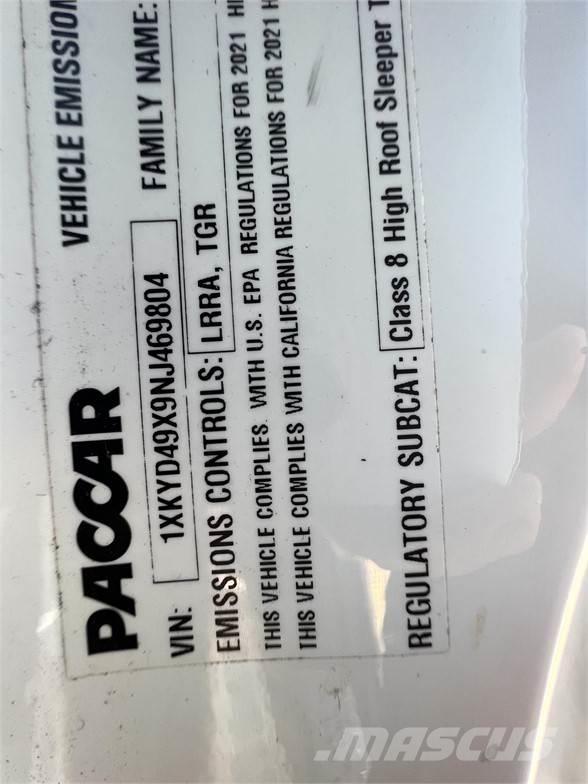 VEHICLE EMISSION
PACCAR
VIN: 1XKYD49X9NJ469804 FAMILY NAME:
EMISSIONS CONTROLS: LRRA, TGR
THIS VEHICLE COMPLIES WITH U.S. EPA REGULATIONS FOR 2021
THIS VEHICLE COMPLIES WITH CALIFORNIA REGULATIONS FOR 2021 H
REGULATORY SUBCAT: Class 8 High Roof Sleeper T
MASCUS